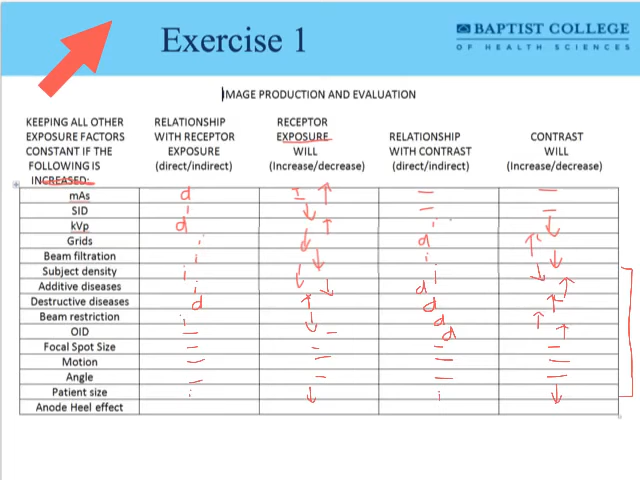 Exercise 1
BAPTIST COLLEGE
OF HEALTH SCIENCES
IMAGE PRODUCTION AND EVALUATION
KEEPING ALL OTHER
EXPOSURE FACTORS
CONSTANT IF THE
FOLLOWING IS
INCREASED:
RELATIONSHIP
WITH RECEPTOR
EXPOSURE
(direct/indirect)
RECEPTOR
EXPOSURE
WILL
(Increase/decrease)
RELATIONSHIP
WITH CONTRAST
(direct/indirect)
CONTRAST
WILL
(Increase/decrease)
mAs d I ↑ — —
SID i ↓ — —
kVp d ↑ i ↓
Grids i ↓ d ↑
Beam filtration i ↓ i ↓
Subject density i ↓ i ↓
Additive diseases i ↓ d ↑
Destructive diseases d ↑ d ↑
Beam restriction i ↓ d ↑
OID — — d ↑
Focal Spot Size — — — —
Motion — — — —
Angle — — — —
Patient size i ↓ i ↓
Anode Heel effect